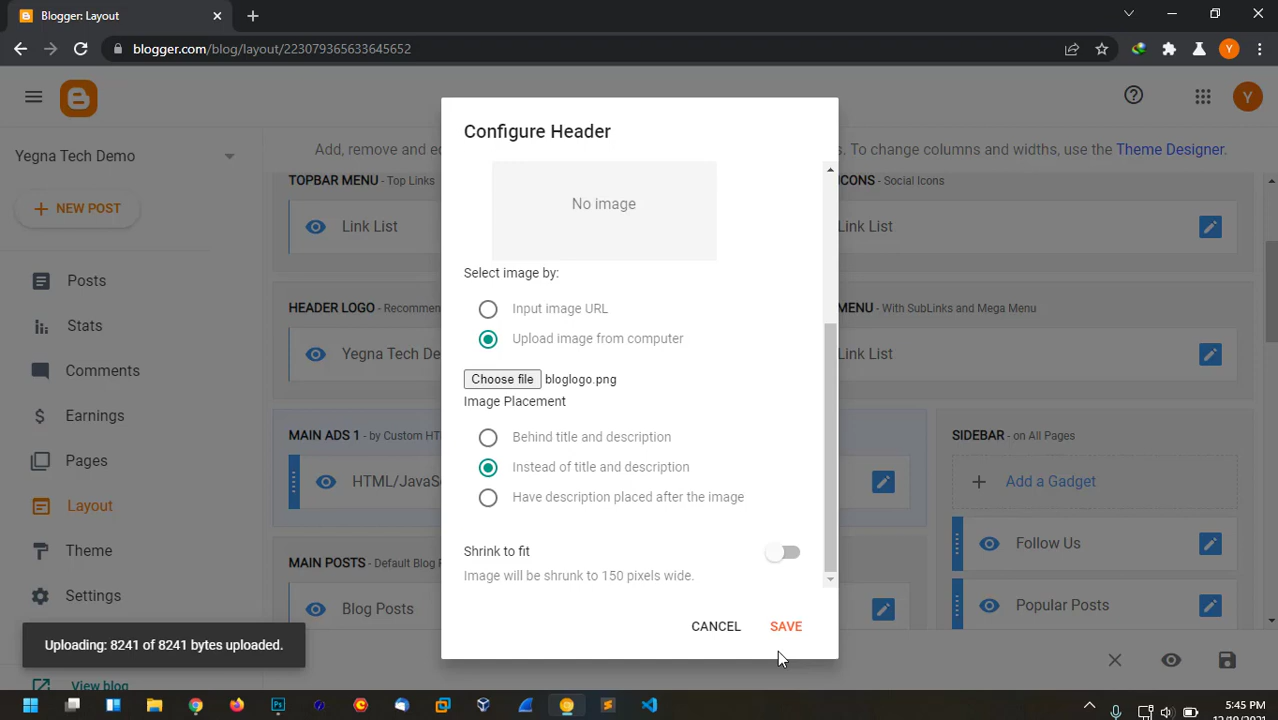 Blogger: Layout
blogger.com/blog/layout/223079365633645652
Y
Y
Yegna Tech Demo
NEW POST
Posts
Stats
Comments
Earnings
Pages
Layout
Theme
Settings
View blog
Uploading: 8241 of 8241 bytes uploaded.
Add, remove and e
. To change columns and widths, use the Theme Designer.
TOPBAR MENU - Top Links
Link List
CONS - Social Icons
Link List
HEADER LOGO - Recommen
Yegna Tech De
MENU - With SubLinks and Mega Menu
Link List
MAIN ADS 1 - by Custom HT
HTML/JavaS
MAIN POSTS - Default Blog
Blog Posts
SIDEBAR - on All Pages
Add a Gadget
Follow Us
Popular Posts
Configure Header
No image
Select image by:
Input image URL
Upload image from computer
Choose file bloglogo.png
Image Placement
Behind title and description
Instead of title and description
Have description placed after the image
Shrink to fit
Image will be shrunk to 150 pixels wide.
CANCEL
SAVE
Ps
5:45 PM